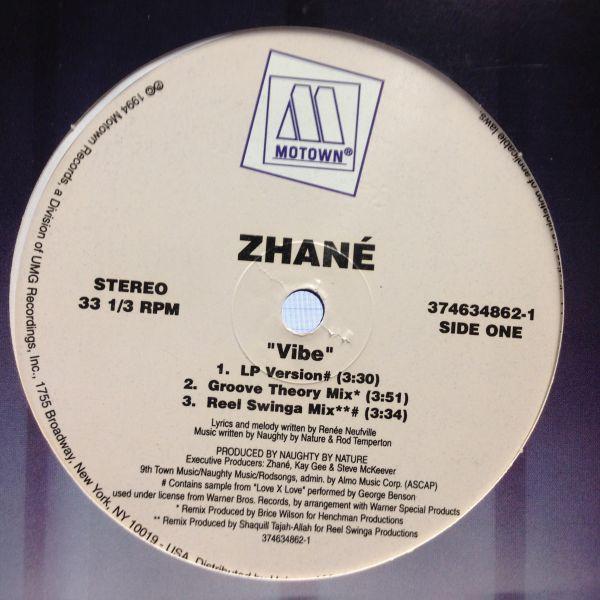 MOTOWN®
ZHANÉ
STEREO
33 1/3 RPM
374634862-1
SIDE ONE
"Vibe"
1. LP Version# (3:30)
2. Groove Theory Mix* (3:51)
3. Reel Swinga Mix**# (3:34)
Lyrics and melody written by Renée Neufville
Music written by Naughty by Nature & Rod Temperton
PRODUCED BY NAUGHTY BY NATURE
Executive Producers: Zhané, Kay Gee & Steve McKeever
9th Town Music/Naughty Music/Rodsongs, admin. by Almo Music Corp. (ASCAP)
# Contains sample from "Love X Love" performed by George Benson
used under license from Warner Bros. Records, by arrangement with Warner Special Products
* Remix Produced by Brice Wilson for Henchman Productions
** Remix Produced by Shaquill Tajah-Allah for Reel Swinga Productions
374634862-1
℗© 1994 Motown Records, a Division of UMG Recordings, Inc., 1755 Broadway, New York, NY 10019 - USA. Distributed by
violation of applicable laws.